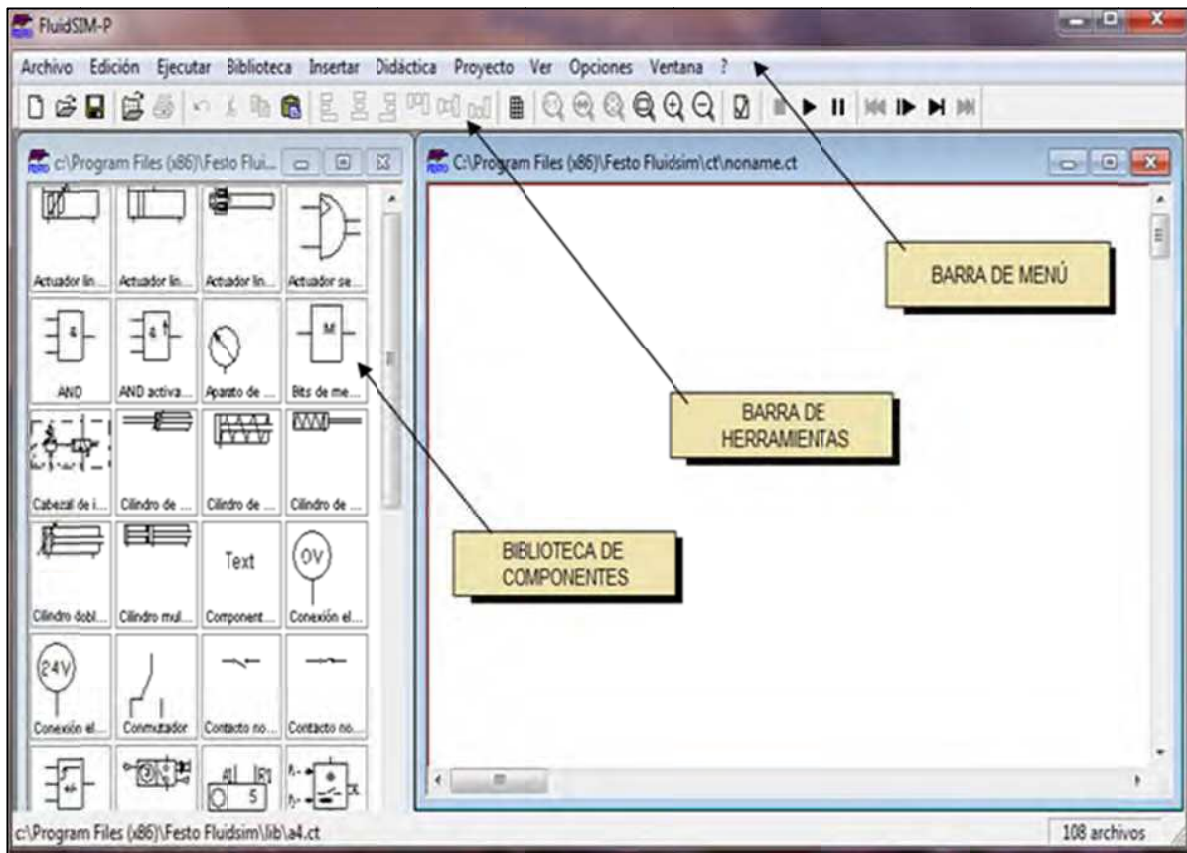 FluidSIM-P
Archivo Edición Ejecutar Biblioteca Insertar Didáctica Proyecto Ver Opciones Ventana ?
c:\Program Files (x86)\Festo Flui...
C:\Program Files (x86)\Festo Fluidsim\ct\noname.ct
Actuador lin... Actuador lin... Actuador lin... Actuador se...
& & M
AND AND activa... Aparato de ... Bits de me...
Cabezal de i... Cilindro de ... Cilindro de ... Cilindro de ...
Text 0V
Cilindro dobl... Cilindro mul... Component... Conexión el...
24V
Conexión el... Conmutador Contacto no... Contacto no...
A1 R1
5
BARRA DE MENÚ
BARRA DE
HERRAMIENTAS
BIBLIOTECA DE
COMPONENTES
c:\Program Files (x86)\Festo Fluidsim\lib\a4.ct
108 archivos